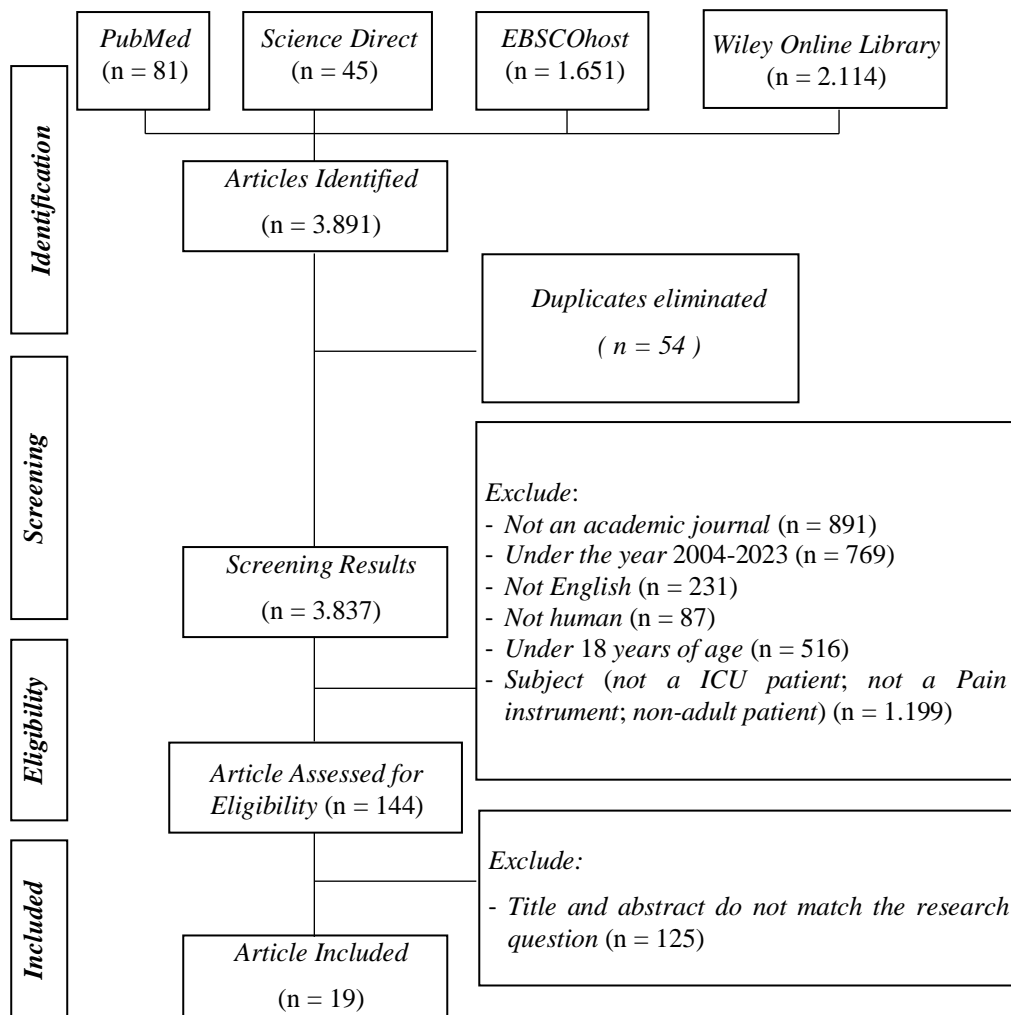 PubMed
(n = 81)
Science Direct
(n = 45)
EBSCOhost
(n = 1.651)
Wiley Online Library
(n = 2.114)
Identification
Articles Identified
(n = 3.891)
Duplicates eliminated
( n = 54 )
Screening
Exclude:
- Not an academic journal (n = 891)
- Under the year 2004-2023 (n = 769)
- Not English (n = 231)
- Not human (n = 87)
- Under 18 years of age (n = 516)
- Subject (not a ICU patient; not a Pain
instrument; non-adult patient) (n = 1.199)
Screening Results
(n = 3.837)
Eligibility
Article Assessed for
Eligibility (n = 144)
Exclude:
- Title and abstract do not match the research
question (n = 125)
Included
Article Included
(n = 19)